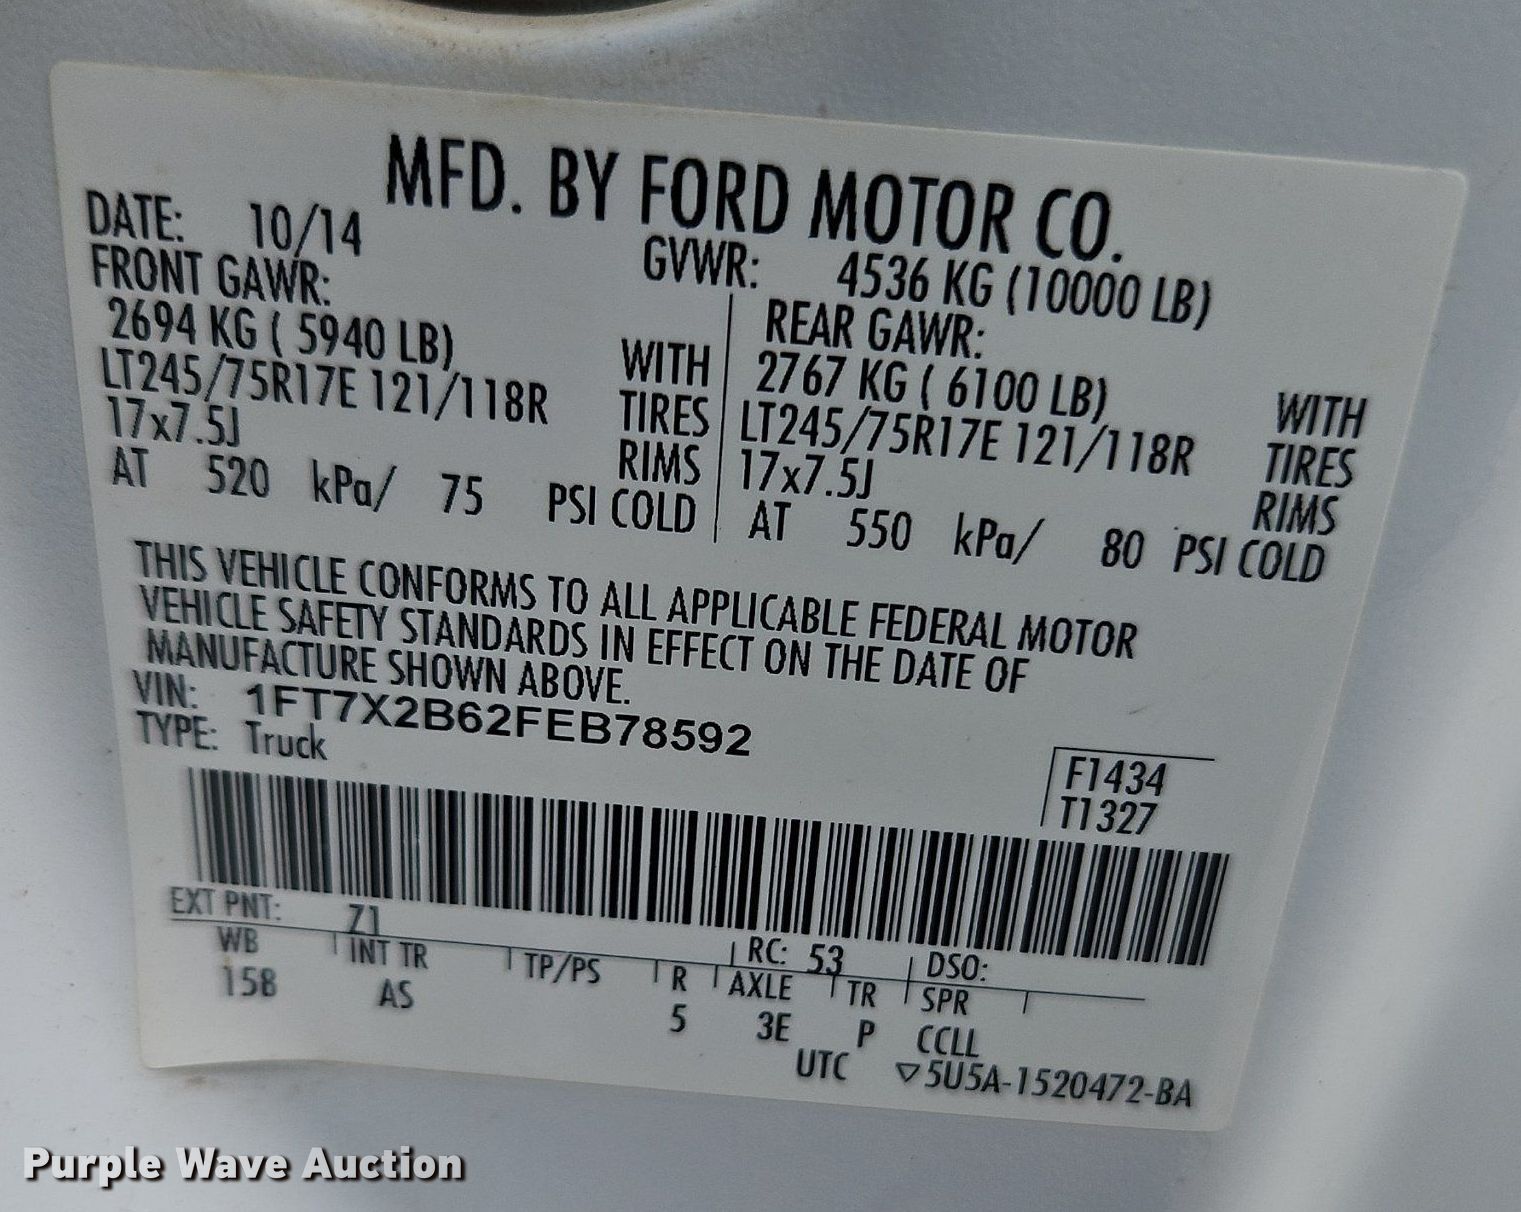 MFD. BY FORD MOTOR CO.
DATE: 10/14 GVWR: 4536 KG (10000 LB)
FRONT GAWR: REAR GAWR:
2694 KG ( 5940 LB) WITH 2767 KG ( 6100 LB) WITH
LT245/75R17E 121/118R TIRES LT245/75R17E 121/118R TIRES
17x7.5J RIMS 17x7.5J RIMS
AT 520 kPa/ 75 PSI COLD AT 550 kPa/ 80 PSI COLD
THIS VEHICLE CONFORMS TO ALL APPLICABLE FEDERAL MOTOR
VEHICLE SAFETY STANDARDS IN EFFECT ON THE DATE OF
MANUFACTURE SHOWN ABOVE.
VIN: 1FT7X2B62FEB78592
TYPE: Truck
F1434
T1327
EXT PNT: Z1 RC: 53 DSO:
WB INT TR TP/PS R AXLE TR SPR
158 AS 5 3E P CCLL
UTC ▽5U5A-1520472-BA
Purple Wave Auction